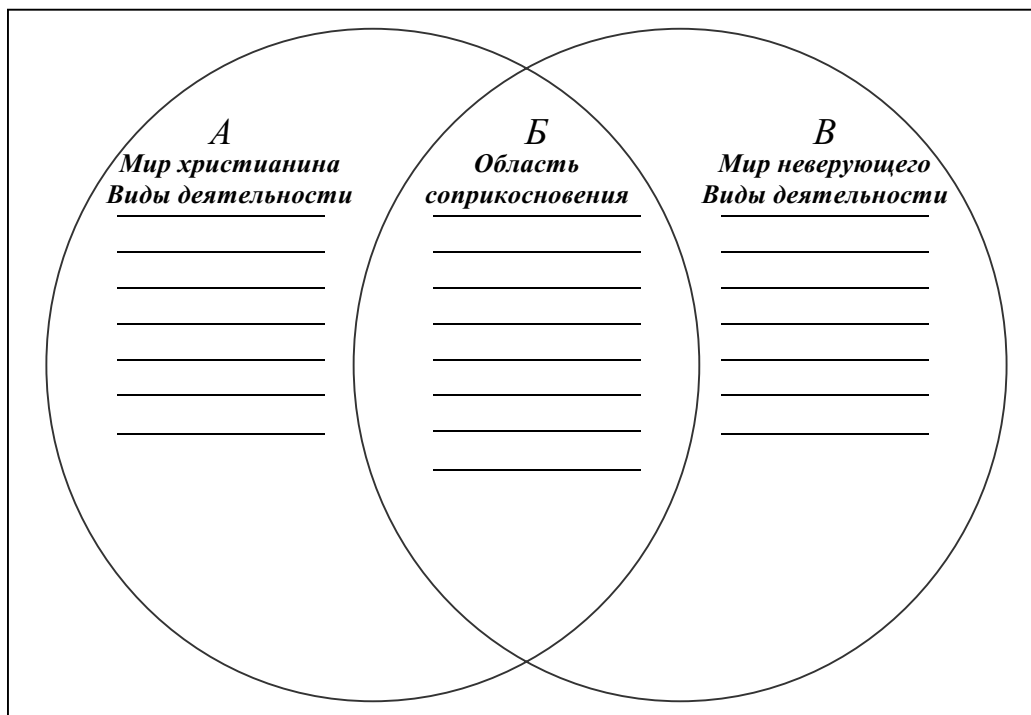 А
Мир христианина
Виды деятельности
Б
Область
соприкосновения
В
Мир неверующего
Виды деятельности